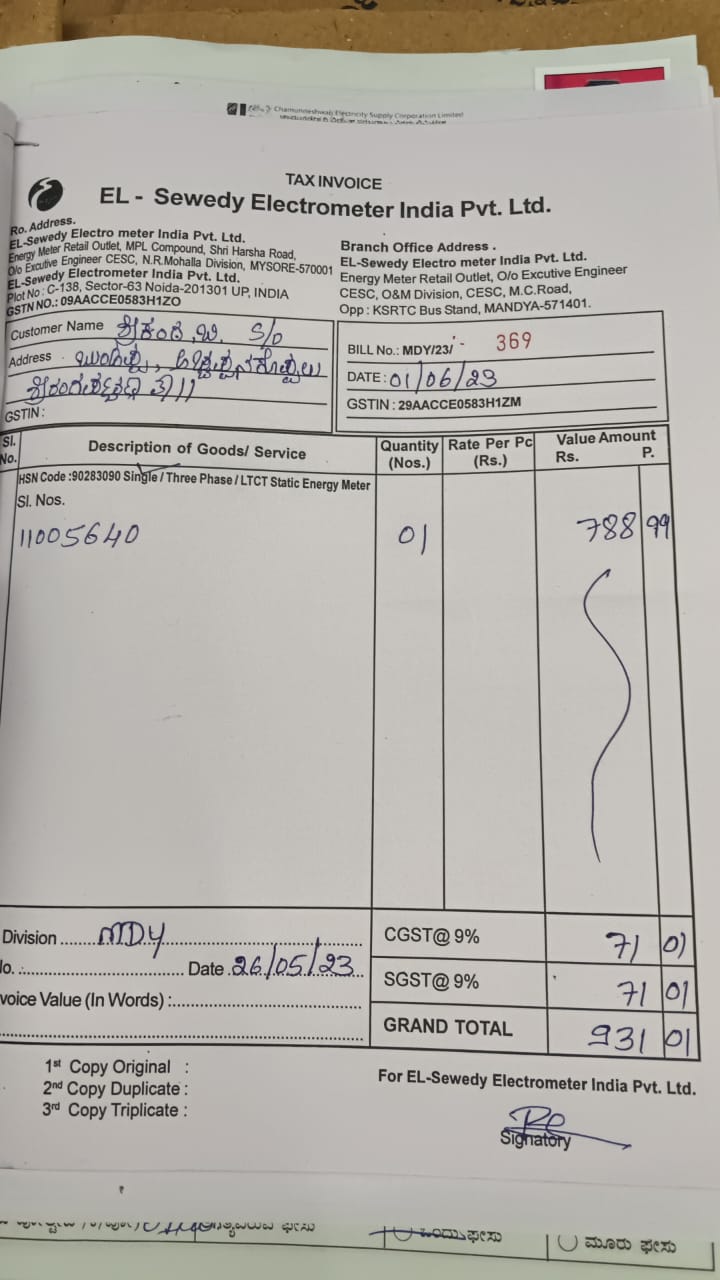 Chamundeshwari Electricity Supply Corporation Limited
TAX INVOICE
EL - Sewedy Electrometer India Pvt. Ltd.
Ro. Address.
EL-Sewedy Electro meter India Pvt. Ltd.
Energy Meter Retail Outlet, MPL Compound, Shri Harsha Road,
O/o Excutive Engineer CESC, N.R.Mohalla Division, MYSORE-570001
EL-Sewedy Electrometer India Pvt. Ltd.
Plot No : C-138, Sector-63 Noida-201301 UP, INDIA
GSTN NO.: 09AACCE0583H1ZO
Branch Office Address .
EL-Sewedy Electro meter India Pvt. Ltd.
Energy Meter Retail Outlet, O/o Excutive Engineer
CESC, O&M Division, CESC, M.C.Road,
Opp : KSRTC Bus Stand, MANDYA-571401.
Customer Name ಶ್ರೀಕಂಠ S/o
Address
GSTIN :
BILL No.: MDY/23/ - 369
DATE : 01/06/23
GSTIN : 29AACCE0583H1ZM
Sl. No. Description of Goods/ Service Quantity (Nos.) Rate Per Pc (Rs.) Value Amount Rs. P.
HSN Code :90283090 Single / Three Phase / LTCT Static Energy Meter
Sl. Nos.
11005640 01 788 99
Division MDY CGST@ 9% 71 01
lo. : Date 26/05/23 SGST@ 9% 71 01
voice Value (In Words) : GRAND TOTAL 931 01
1st Copy Original :
2nd Copy Duplicate :
3rd Copy Triplicate :
For EL-Sewedy Electrometer India Pvt. Ltd.
Signatory
ಒಂದು ಫೇಸು ಮೂರು ಫೇಸು